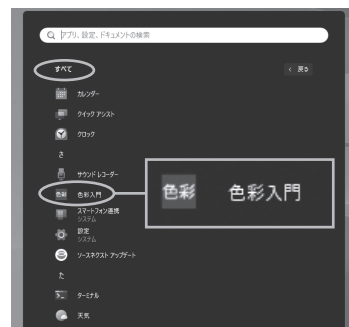 アプリ、設定、ドキュメントの検索
すべて
戻る
カレンダー
クイック アシスト
クロック
さ
サウンド レコーダー
色彩 色彩入門
色彩 色彩入門
スマートフォン連携
システム
設定
システム
ソースネクスト アップデート
た
ターミナル
天気